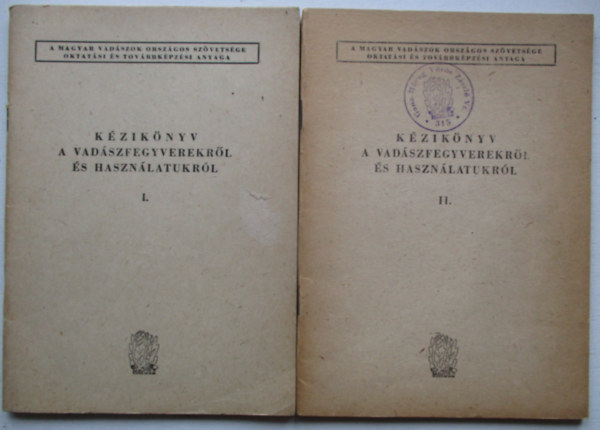 A MAGYAR VADÁSZOK ORSZÁGOS SZÖVETSÉGE
OKTATÁSI ÉS TOVÁBBKÉPZÉSI ANYAGA
KÉZIKÖNYV
A VADÁSZFEGYVEREKRŐL
ÉS HASZNÁLATUKRÓL
I.
A MAGYAR VADÁSZOK ORSZÁGOS SZÖVETSÉGE
OKTATÁSI ÉS TOVÁBBKÉPZÉSI ANYAGA
315
KÉZIKÖNYV
A VADÁSZFEGYVEREKRŐL
ÉS HASZNÁLATUKRÓL
II.